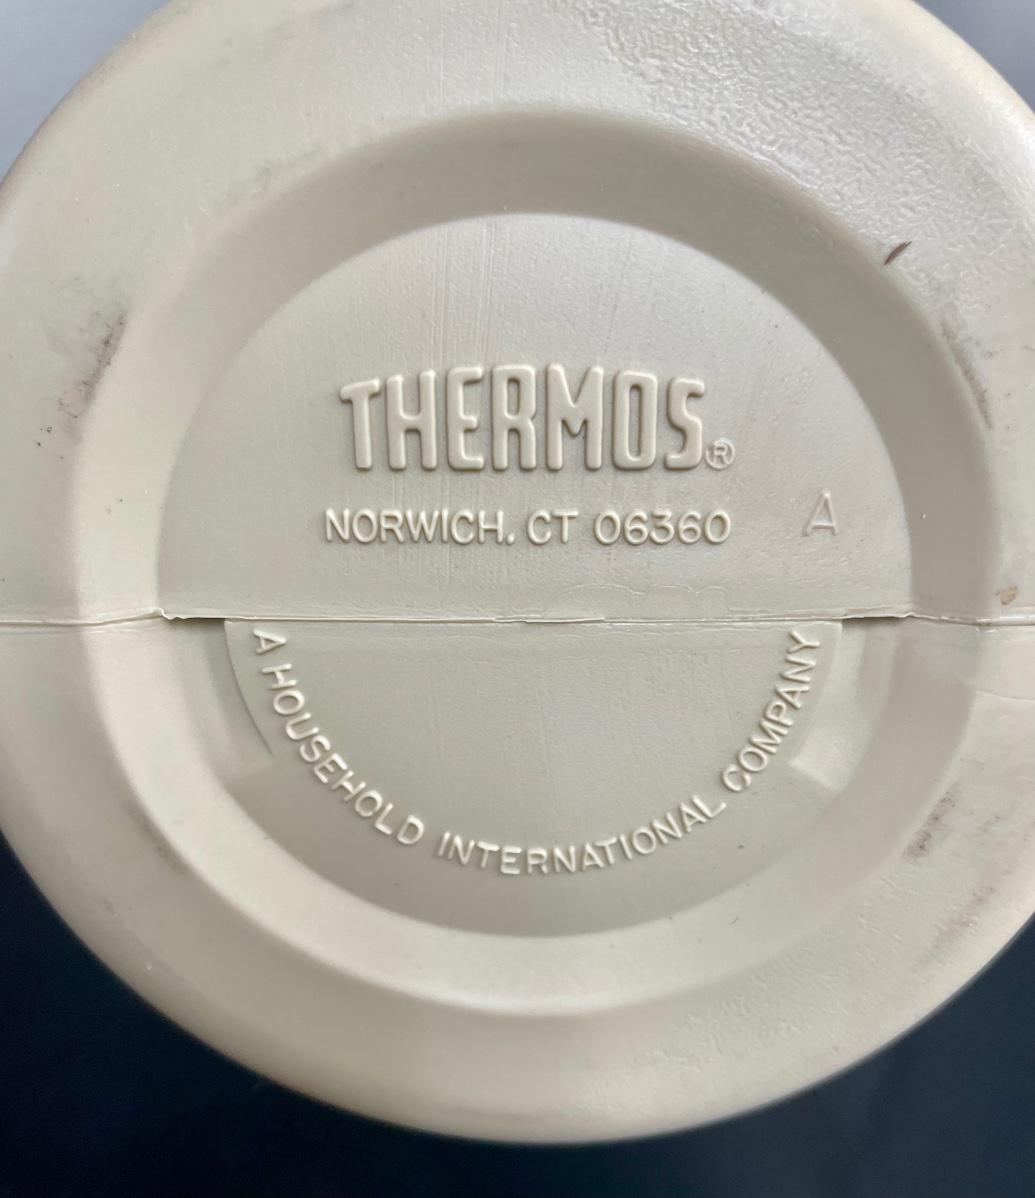 THERMOS®
NORWICH, CT 06360
A
A HOUSEHOLD INTERNATIONAL COMPANY